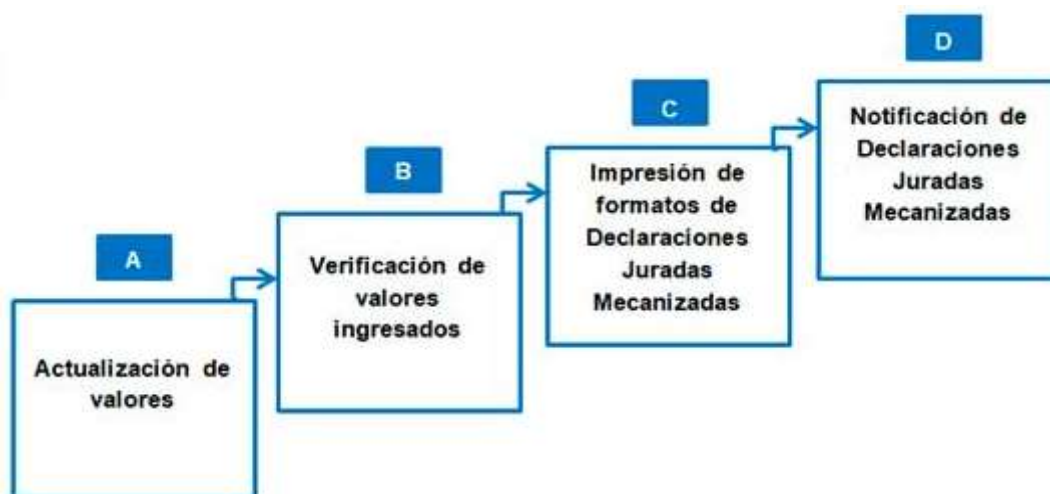 A
Actualización de
valores
B
Verificación de
valores
ingresados
C
Impresión de
formatos de
Declaraciones
Juradas
Mecanizadas
D
Notificación de
Declaraciones
Juradas
Mecanizadas